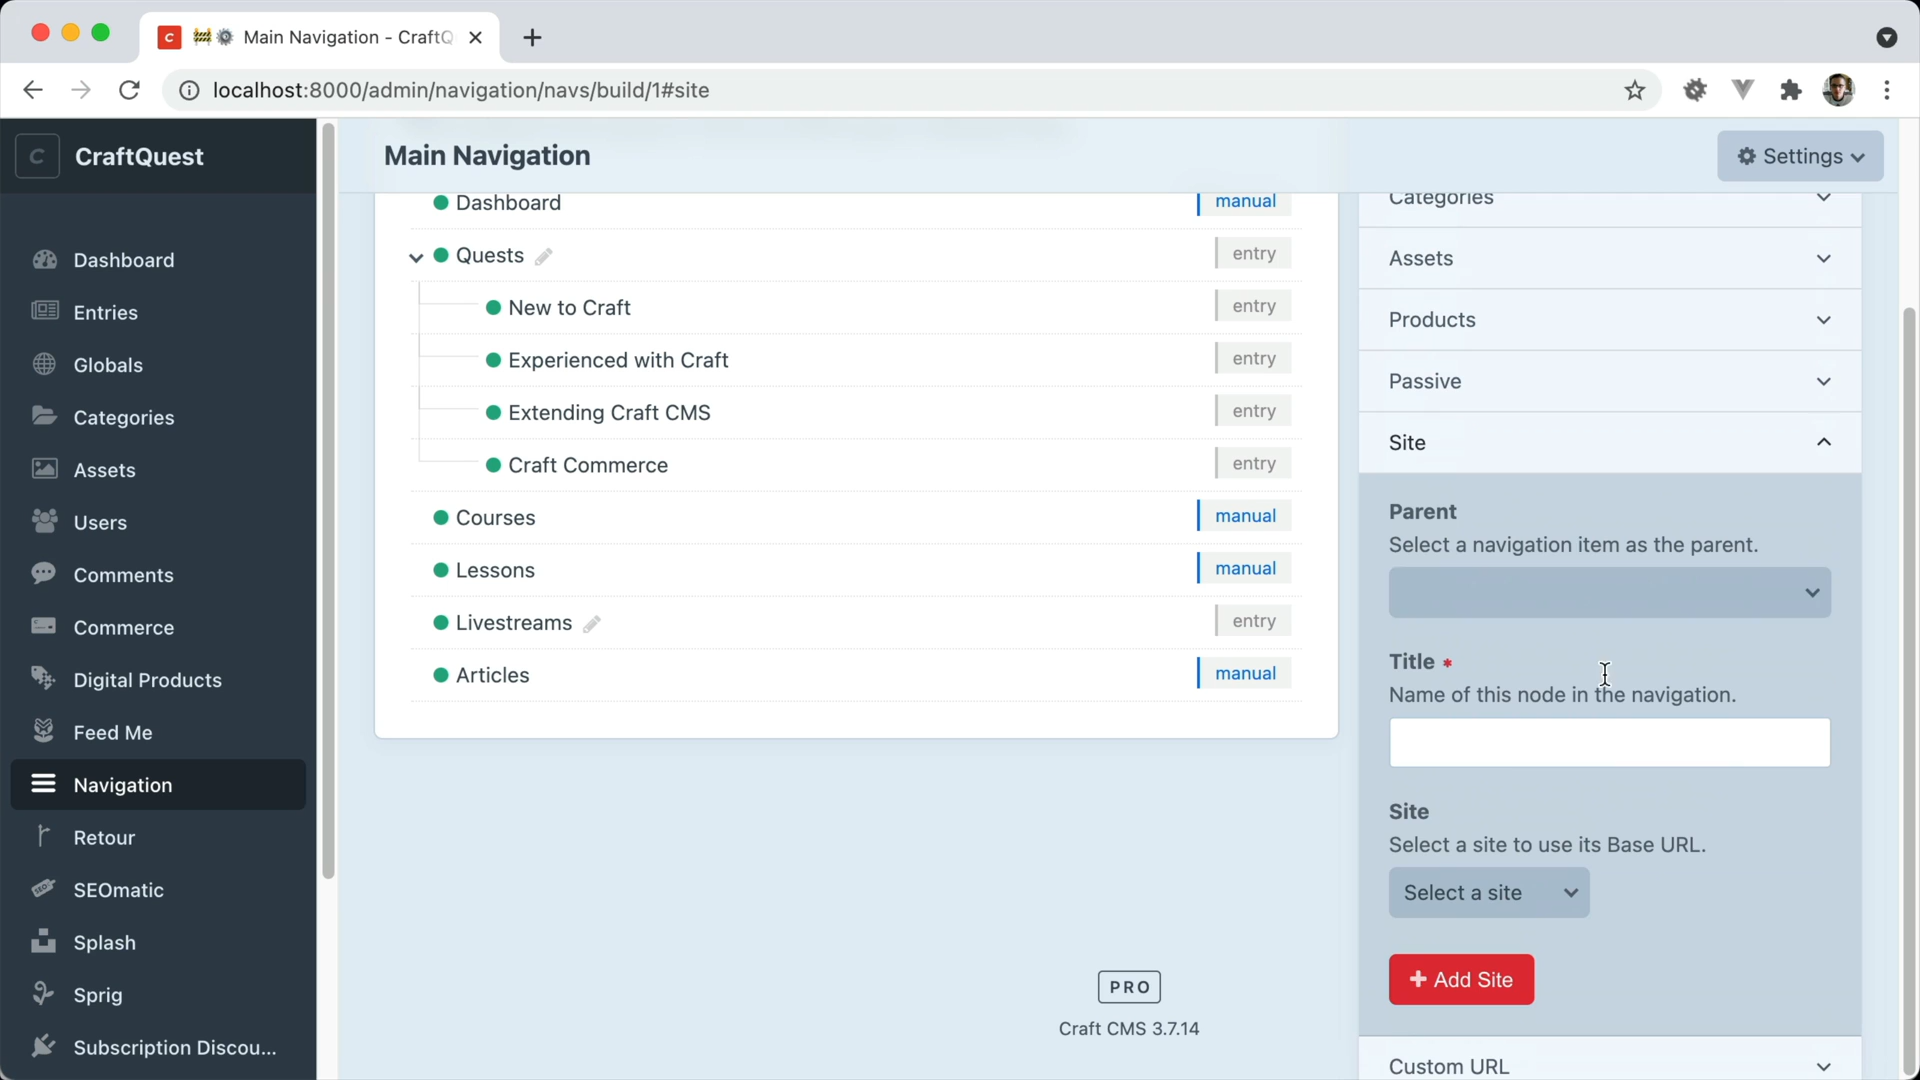 Main Navigation - CraftQ
localhost:8000/admin/navigation/navs/build/1#site
C CraftQuest
Dashboard
Entries
Globals
Categories
Assets
Users
Comments
Commerce
Digital Products
Feed Me
Navigation
Retour
SEOmatic
Splash
Sprig
Subscription Discou...
Main Navigation
Settings
Dashboard manual
Quests entry
New to Craft entry
Experienced with Craft entry
Extending Craft CMS entry
Craft Commerce entry
Courses manual
Lessons manual
Livestreams entry
Articles manual
PRO
Craft CMS 3.7.14
Categories
Assets
Products
Passive
Site
Parent
Select a navigation item as the parent.
Title *
Name of this node in the navigation.
Site
Select a site to use its Base URL.
Select a site
+ Add Site
Custom URL